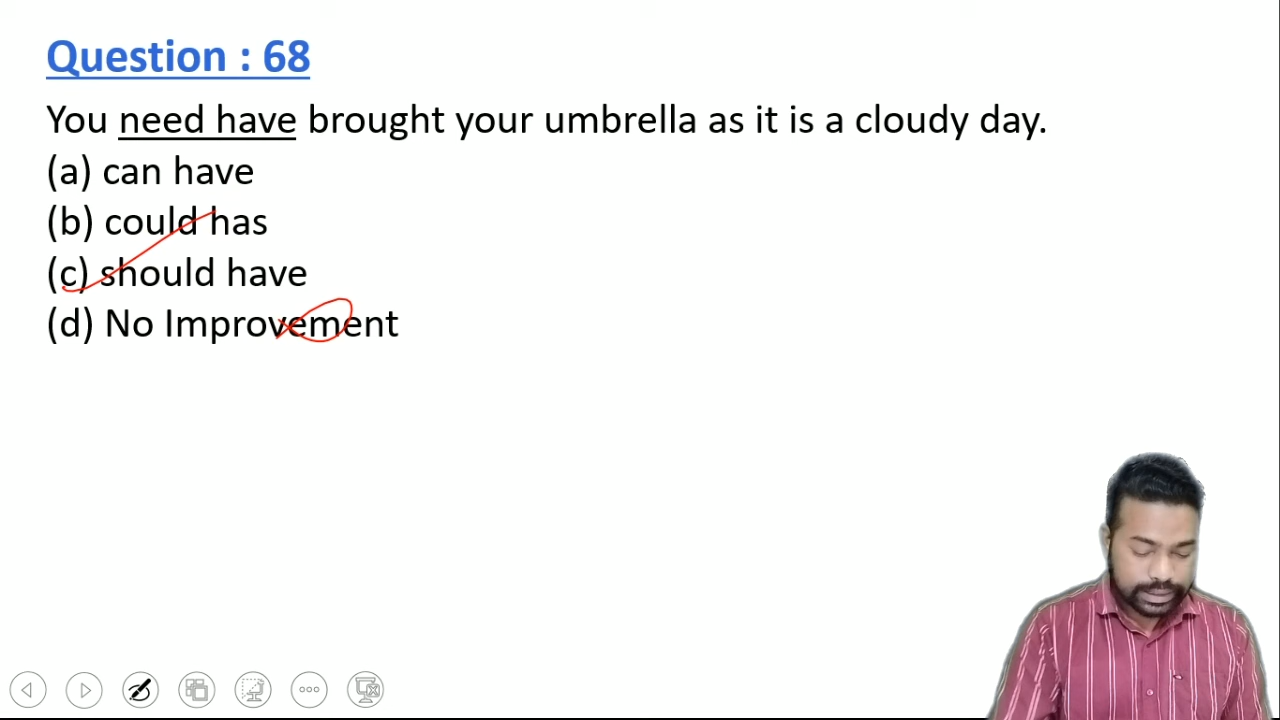 Question : 68
You need have brought your umbrella as it is a cloudy day.
(a) can have
(b) could has
(c) should have
(d) No Improvement